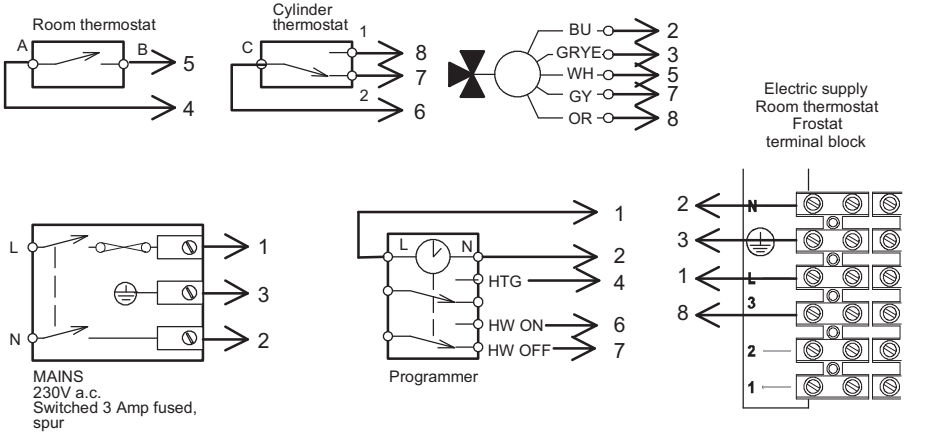 Room thermostat
A
B
5
4
Cylinder
thermostat
C
1
8
7
2
6
BU 2
GRYE 3
WH 5
GY 7
OR 8
Electric supply
Room thermostat
Frostat
terminal block
L
1
3
N
2
MAINS
230V a.c.
Switched 3 Amp fused,
spur
1
L N
2
HTG 4
HW ON 6
HW OFF 7
Programmer
2 N
3
1 L
3
8
2
1